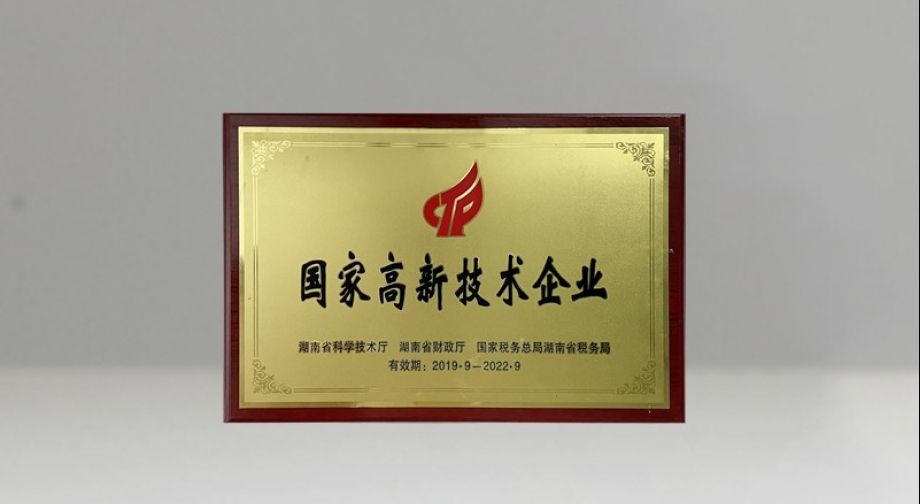 国家高新技术企业
湖南省科学技术厅 湖南省财政厅 国家税务总局湖南省税务局
有效期：2019·9—2022·9